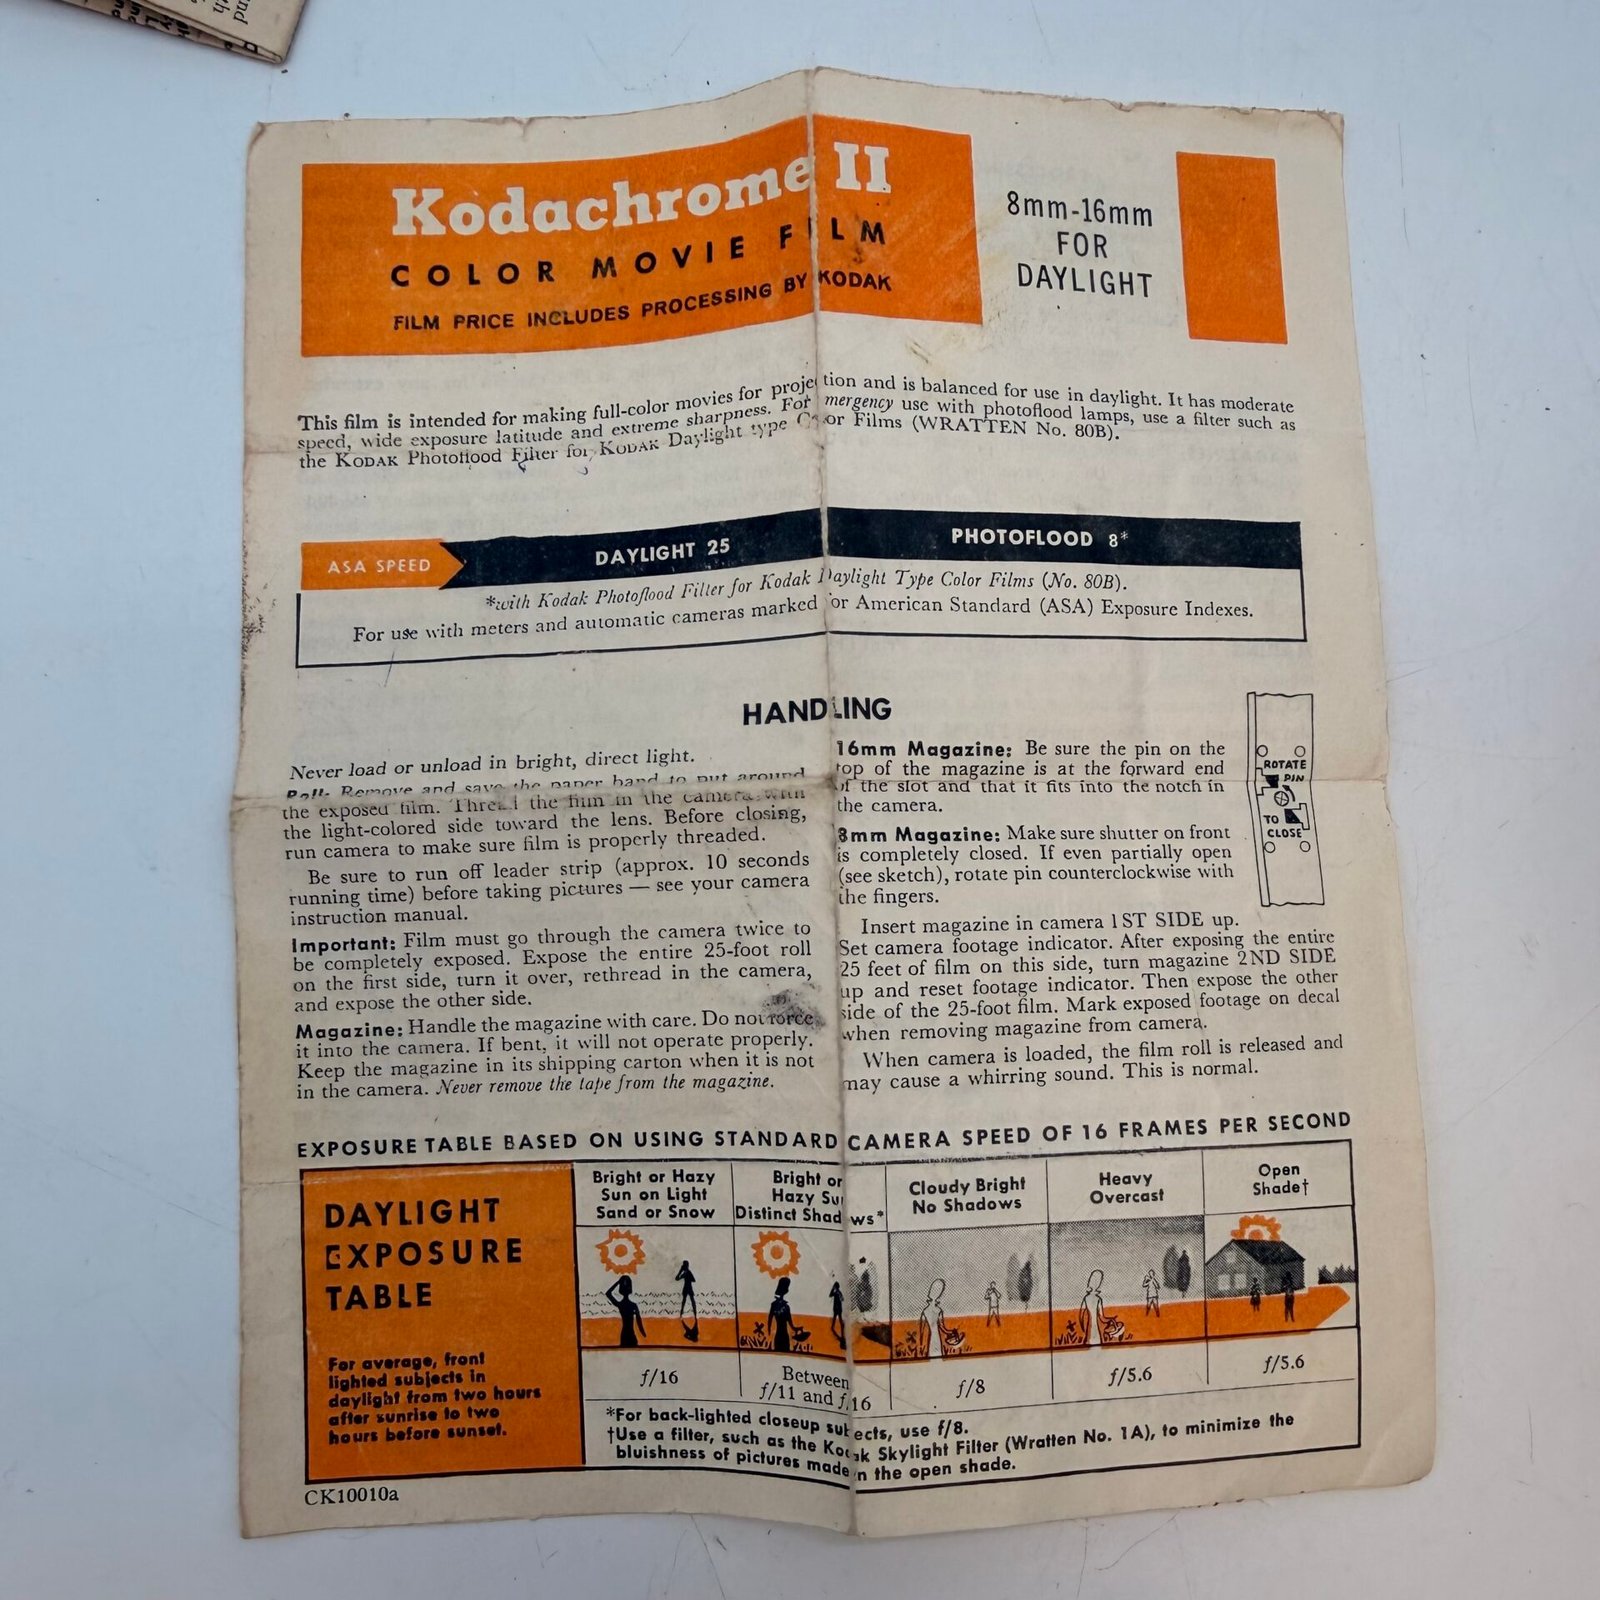 Kodachrome II
COLOR MOVIE FILM
FILM PRICE INCLUDES PROCESSING BY KODAK
8mm-16mm
FOR
DAYLIGHT
This film is intended for making full-color movies for projection and is balanced for use in daylight. It has moderate
speed, wide exposure latitude and extreme sharpness. For emergency use with photoflood lamps, use a filter such as
the KODAK Photoflood Filter for KODAK Daylight type Color Films (WRATTEN No. 80B).
ASA SPEED
DAYLIGHT 25
PHOTOFLOOD 8*
*with Kodak Photoflood Filter for Kodak Daylight Type Color Films (No. 80B).
For use with meters and automatic cameras marked for American Standard (ASA) Exposure Indexes.
HANDLING
Never load or unload in bright, direct light.
Roll: Remove and save the paper band to put around
the exposed film. Thread the film in the camera with
the light-colored side toward the lens. Before closing,
run camera to make sure film is properly threaded.
Be sure to run off leader strip (approx. 10 seconds
running time) before taking pictures — see your camera
instruction manual.
Important: Film must go through the camera twice to
be completely exposed. Expose the entire 25-foot roll
on the first side, turn it over, rethread in the camera,
and expose the other side.
Magazine: Handle the magazine with care. Do not force
it into the camera. If bent, it will not operate properly.
Keep the magazine in its shipping carton when it is not
in the camera. Never remove the tape from the magazine.
16mm Magazine: Be sure the pin on the
top of the magazine is at the forward end
of the slot and that it fits into the notch in
the camera.
8mm Magazine: Make sure shutter on front
is completely closed. If even partially open
(see sketch), rotate pin counterclockwise with
the fingers.
ROTATE
PIN
TO
CLOSE
Insert magazine in camera 1ST SIDE up.
Set camera footage indicator. After exposing the entire
25 feet of film on this side, turn magazine 2ND SIDE
up and reset footage indicator. Then expose the other
side of the 25-foot film. Mark exposed footage on decal
when removing magazine from camera.
When camera is loaded, the film roll is released and
may cause a whirring sound. This is normal.
EXPOSURE TABLE BASED ON USING STANDARD CAMERA SPEED OF 16 FRAMES PER SECOND
DAYLIGHT
EXPOSURE
TABLE
For average, front
lighted subjects in
daylight from two hours
after sunrise to two
hours before sunset.
Bright or Hazy
Sun on Light
Sand or Snow
f/16
Bright or
Hazy Sun
Distinct Shadows*
Between
f/11 and f/16
Cloudy Bright
No Shadows
f/8
Heavy
Overcast
f/5.6
Open
Shade†
f/5.6
*For back-lighted closeup subjects, use f/8.
†Use a filter, such as the Kodak Skylight Filter (Wratten No. 1A), to minimize the
bluishness of pictures made in the open shade.
CK10010a